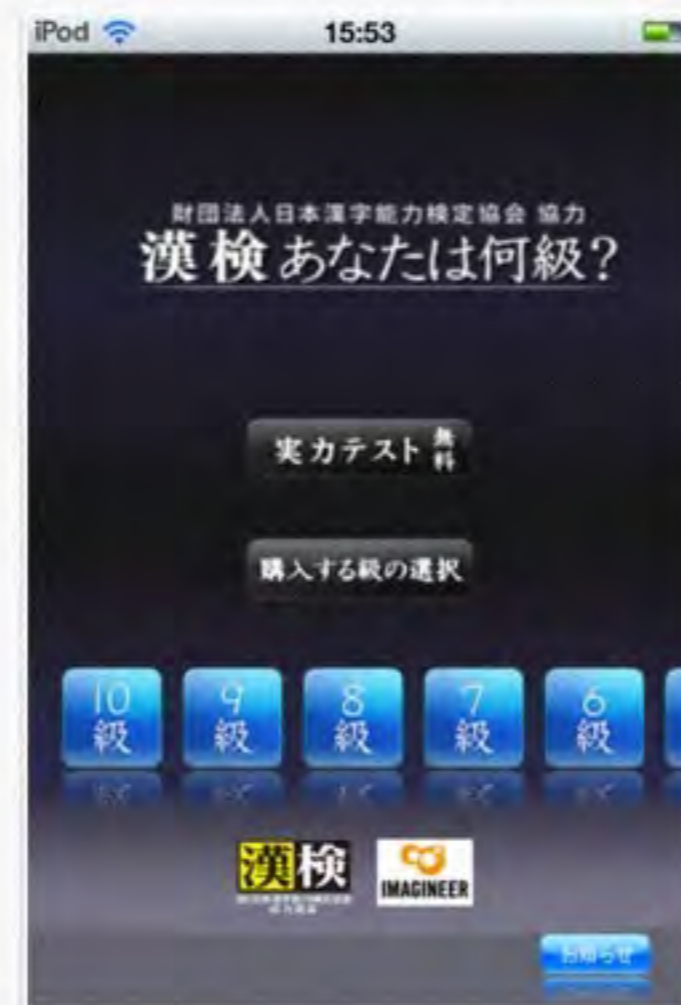 iPod 15:53
財団法人日本漢字能力検定協会 協力
漢検 あなたは何級?
実力テスト 無料
購入する級の選択
10級 9級 8級 7級 6級
漢検
IMAGINEER
お知らせ